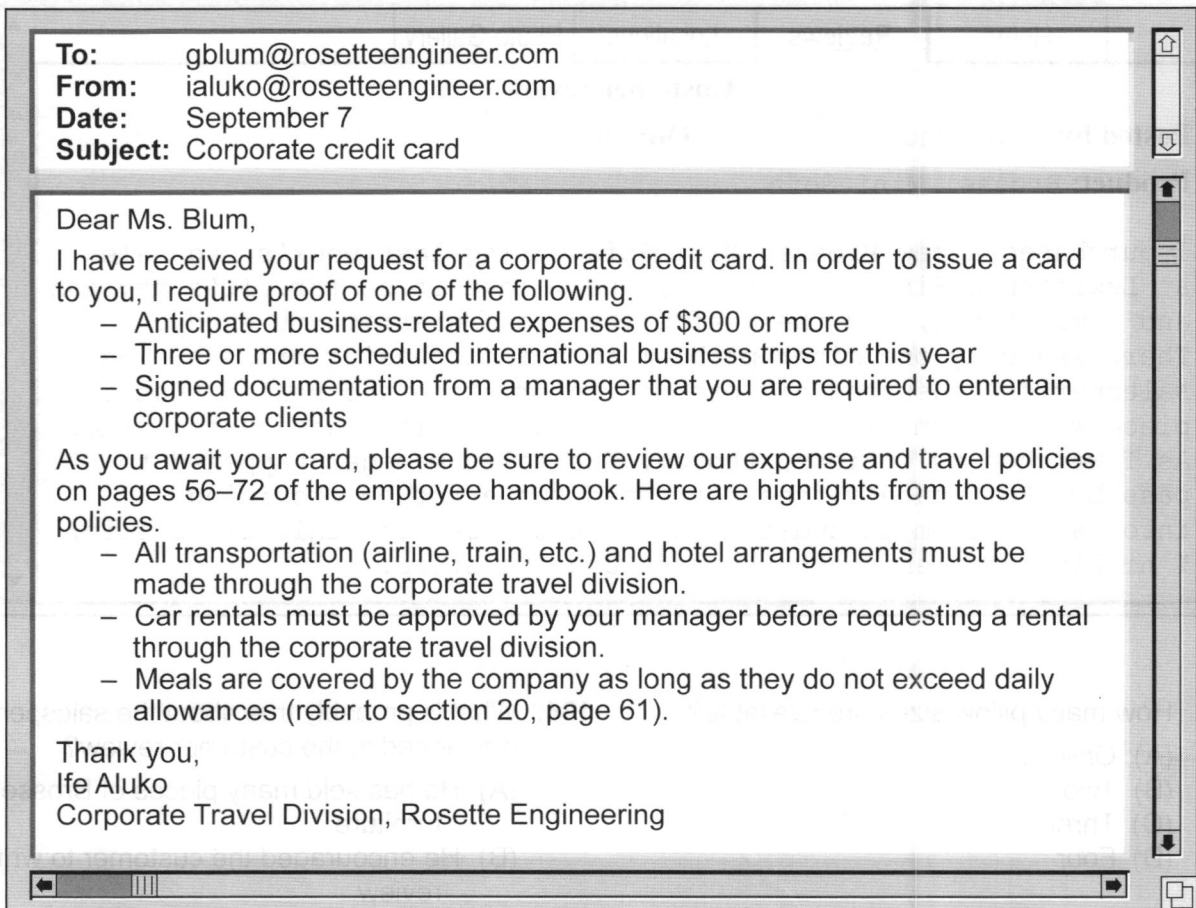 To: gblum@rosetteengineer.com
From: ialuko@rosetteengineer.com
Date: September 7
Subject: Corporate credit card
Dear Ms. Blum,
I have received your request for a corporate credit card. In order to issue a card
to you, I require proof of one of the following.
– Anticipated business-related expenses of $300 or more
– Three or more scheduled international business trips for this year
– Signed documentation from a manager that you are required to entertain
corporate clients
As you await your card, please be sure to review our expense and travel policies
on pages 56–72 of the employee handbook. Here are highlights from those
policies.
– All transportation (airline, train, etc.) and hotel arrangements must be
made through the corporate travel division.
– Car rentals must be approved by your manager before requesting a rental
through the corporate travel division.
– Meals are covered by the company as long as they do not exceed daily
allowances (refer to section 20, page 61).
Thank you,
Ife Aluko
Corporate Travel Division, Rosette Engineering